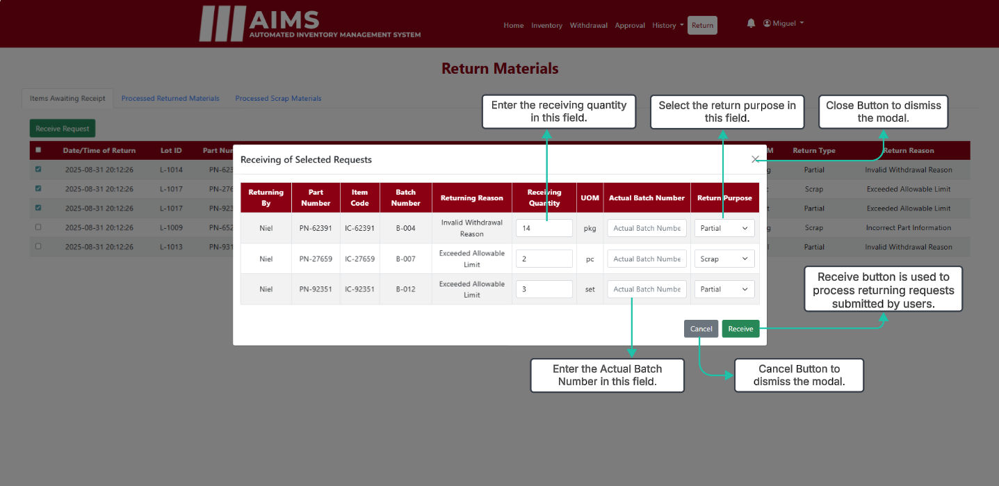 AIMS
AUTOMATED INVENTORY MANAGEMENT SYSTEM
Home Inventory Withdrawal Approval History Return Miguel
Return Materials
Items Awaiting Receipt Processed Returned Materials Processed Scrap Materials
Enter the receiving quantity
in this field.
Select the return purpose in
this field.
Close Button to dismiss
the modal.
Receive Request
Date/Time of Return Lot ID Part Num M Return Type Return Reason
2025-08-31 20:12:26 L-1014 PN-623 g Partial Invalid Withdrawal Reason
2025-08-31 20:12:26 L-1017 PN-276 c Scrap Exceeded Allowable Limit
2025-08-31 20:12:26 L-1017 PN-923 t Partial Exceeded Allowable Limit
2025-08-31 20:12:26 L-1009 PN-652 g Scrap Incorrect Part Information
2025-08-31 20:12:26 L-1013 PN-931 l Partial Invalid Withdrawal Reason
Receiving of Selected Requests
Returning By Part Number Item Code Batch Number Returning Reason Receiving Quantity UOM Actual Batch Number Return Purpose
Niel PN-62391 IC-62391 B-004 Invalid Withdrawal Reason 14 pkg Actual Batch Numbe Partial
Niel PN-27659 IC-27659 B-007 Exceeded Allowable Limit 2 pc Actual Batch Numbe Scrap
Niel PN-92351 IC-92351 B-012 Exceeded Allowable Limit 3 set Actual Batch Numbe Partial
Cancel Receive
Receive button is used to
process returning requests
submitted by users.
Enter the Actual Batch
Number in this field.
Cancel Button to
dismiss the modal.